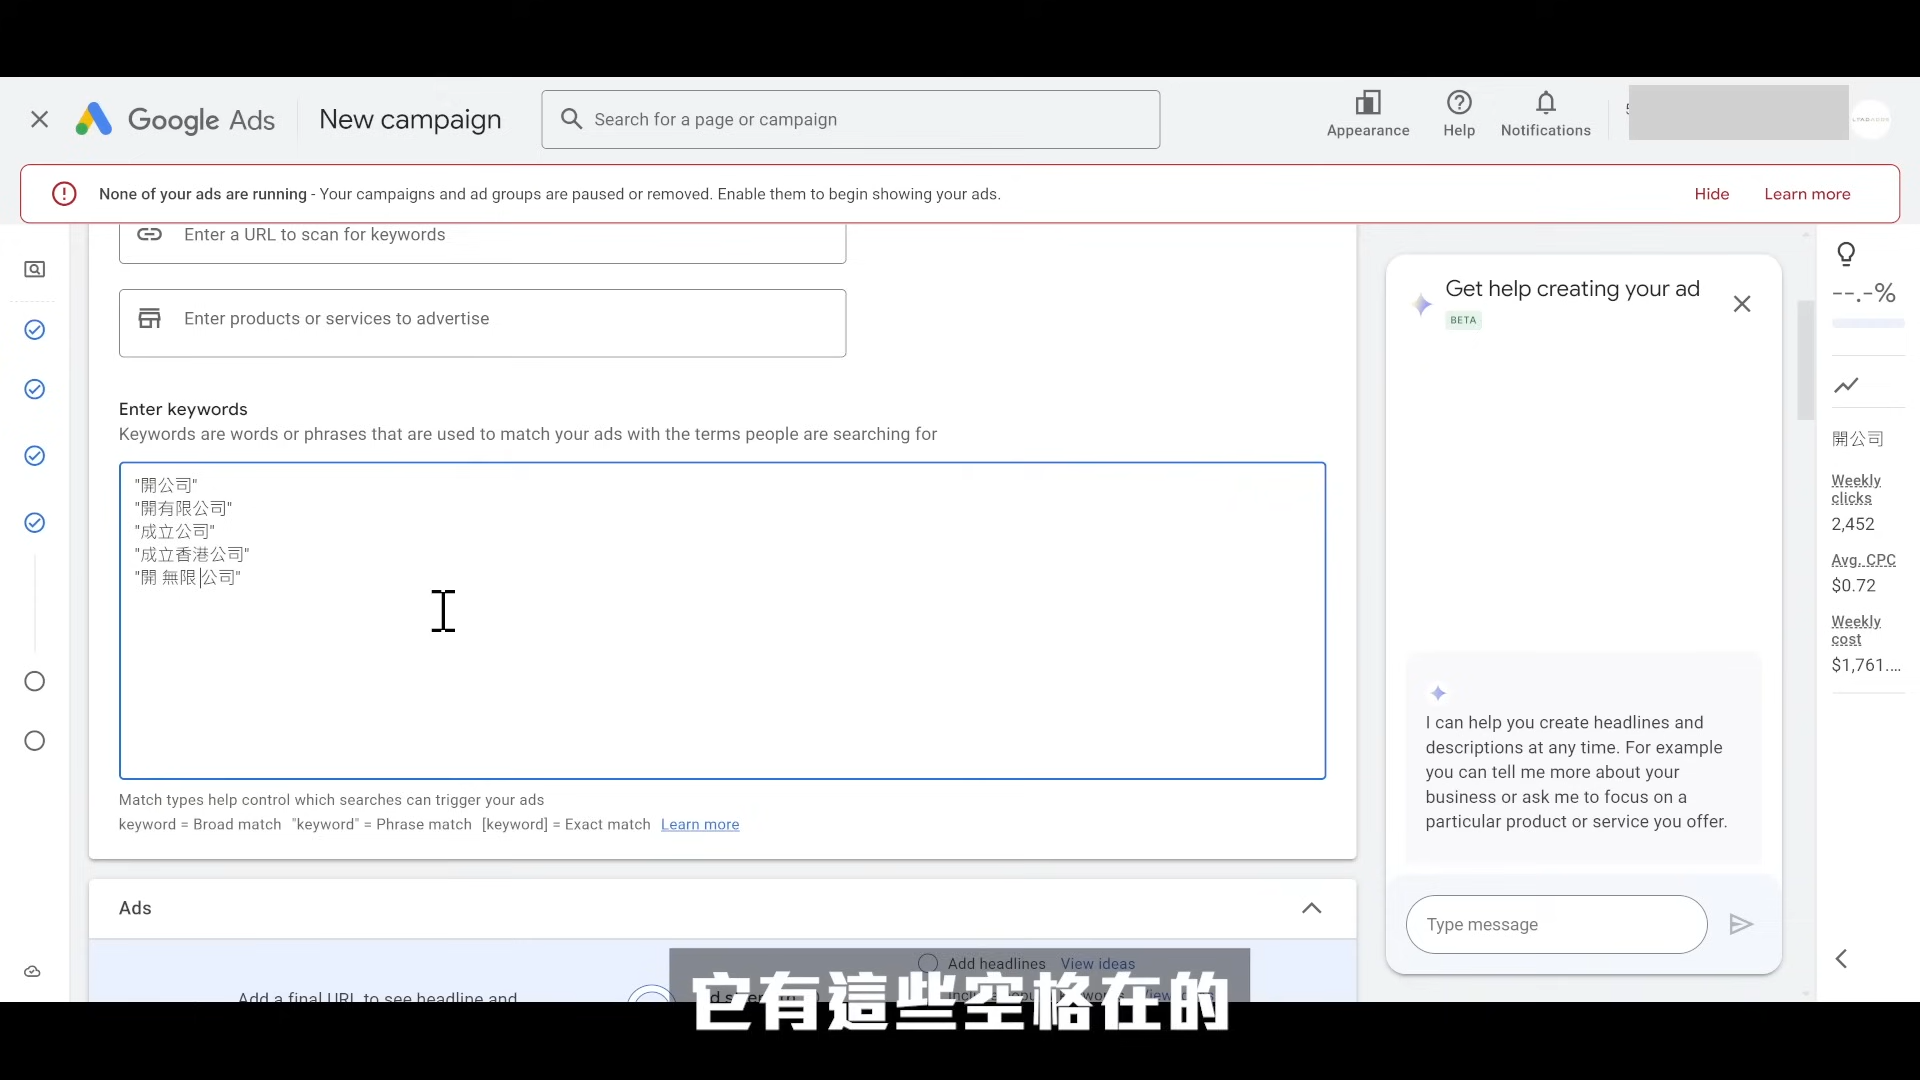 Google Ads
New campaign
Search for a page or campaign
Appearance
Help
Notifications
None of your ads are running - Your campaigns and ad groups are paused or removed. Enable them to begin showing your ads.
Hide
Learn more
Enter a URL to scan for keywords
Enter products or services to advertise
Enter keywords
Keywords are words or phrases that are used to match your ads with the terms people are searching for
"開公司"
"開有限公司"
"成立公司"
"成立香港公司"
"開 無限 公司"
Match types help control which searches can trigger your ads
keyword = Broad match "keyword" = Phrase match [keyword] = Exact match Learn more
Ads
Add headlines View ideas
Add a final URL to see headline and
它有這些空格在的
Get help creating your ad
BETA
I can help you create headlines and
descriptions at any time. For example
you can tell me more about your
business or ask me to focus on a
particular product or service you offer.
Type message
--.-%
開公司
Weekly
clicks
2,452
Avg. CPC
$0.72
Weekly
cost
$1,761....